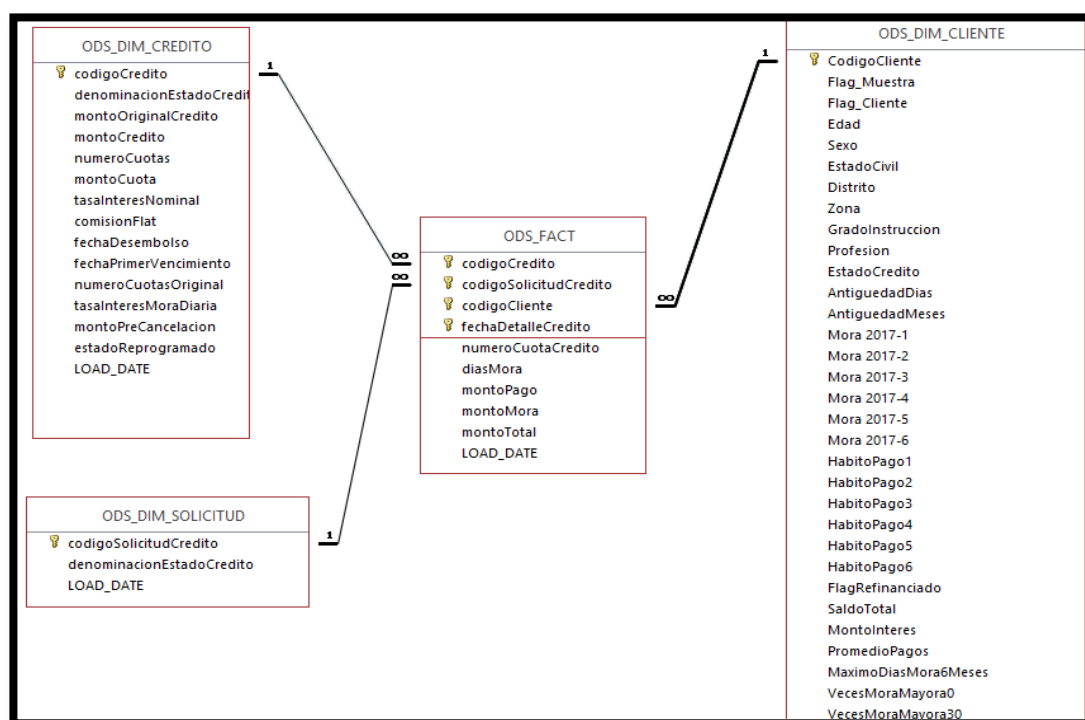 ODS_DIM_CREDITO
codigoCredito
denominacionEstadoCredit
montoOriginalCredito
montoCredito
numeroCuotas
montoCuota
tasaInteresNominal
comisionFlat
fechaDesembolso
fechaPrimerVencimiento
numeroCuotasOriginal
tasaInteresMoraDiaria
montoPreCancelacion
estadoReprogramado
LOAD_DATE
1
∞
ODS_DIM_SOLICITUD
codigoSolicitudCredito
denominacionEstadoCredito
LOAD_DATE
1
∞
ODS_FACT
codigoCredito
codigoSolicitudCredito
codigoCliente
fechaDetalleCredito
numeroCuotaCredito
diasMora
montoPago
montoMora
montoTotal
LOAD_DATE
∞
1
ODS_DIM_CLIENTE
CodigoCliente
Flag_Muestra
Flag_Cliente
Edad
Sexo
EstadoCivil
Distrito
Zona
GradoInstruccion
Profesion
EstadoCredito
AntiguedadDias
AntiguedadMeses
Mora 2017-1
Mora 2017-2
Mora 2017-3
Mora 2017-4
Mora 2017-5
Mora 2017-6
HabitoPago1
HabitoPago2
HabitoPago3
HabitoPago4
HabitoPago5
HabitoPago6
FlagRefinanciado
SaldoTotal
MontoInteres
PromedioPagos
MaximoDiasMora6Meses
VecesMoraMayora0
VecesMoraMayora30